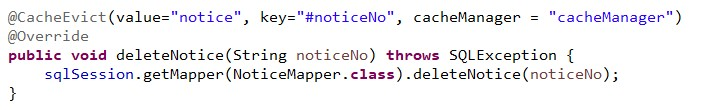 @CacheEvict(value="notice", key="#noticeNo", cacheManager = "cacheManager")
@Override
public void deleteNotice(String noticeNo) throws SQLException {
    sqlSession.getMapper(NoticeMapper.class).deleteNotice(noticeNo);
}